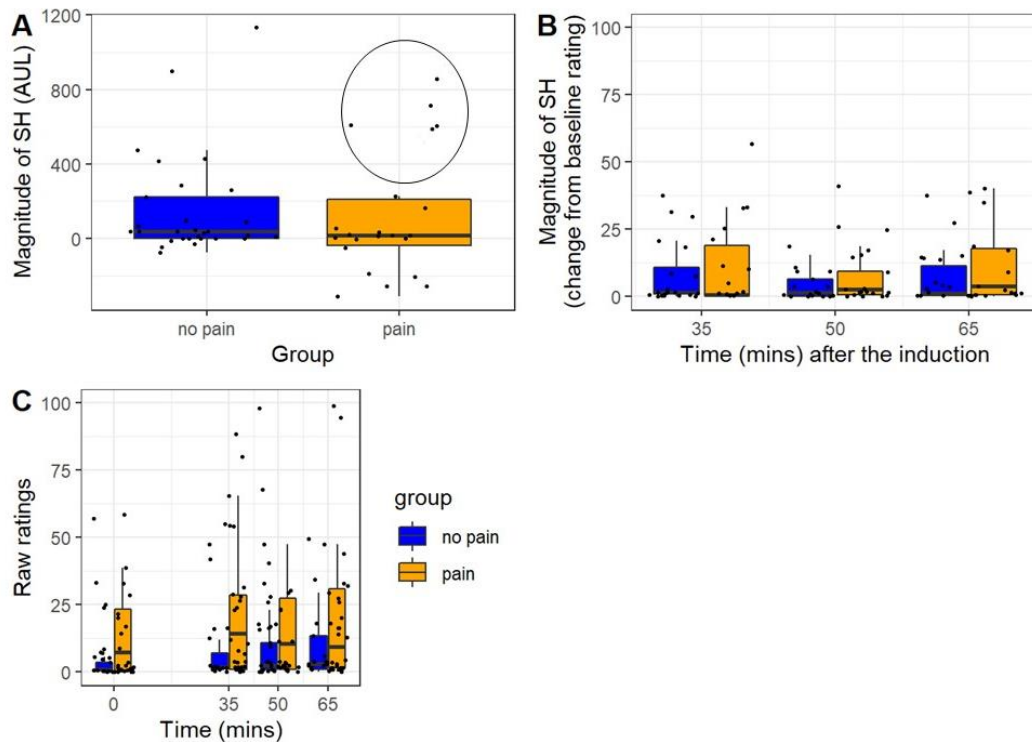 A
Magnitude of SH (AUL)
1200
800
400
0
no pain
pain
Group
B
Magnitude of SH
(change from baseline rating)
100
75
50
25
0
35
50
65
Time (mins) after the induction
C
Raw ratings
100
75
50
25
0
0
35
50
65
Time (mins)
group
no pain
pain